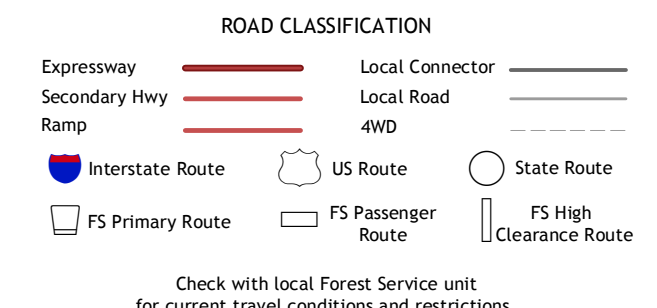 ROAD CLASSIFICATION
Expressway
Local Connector
Secondary Hwy
Local Road
Ramp
4WD
Interstate Route
US Route
State Route
FS Primary Route
FS Passenger
Route
FS High
Clearance Route
Check with local Forest Service unit
for current travel conditions and restrictions